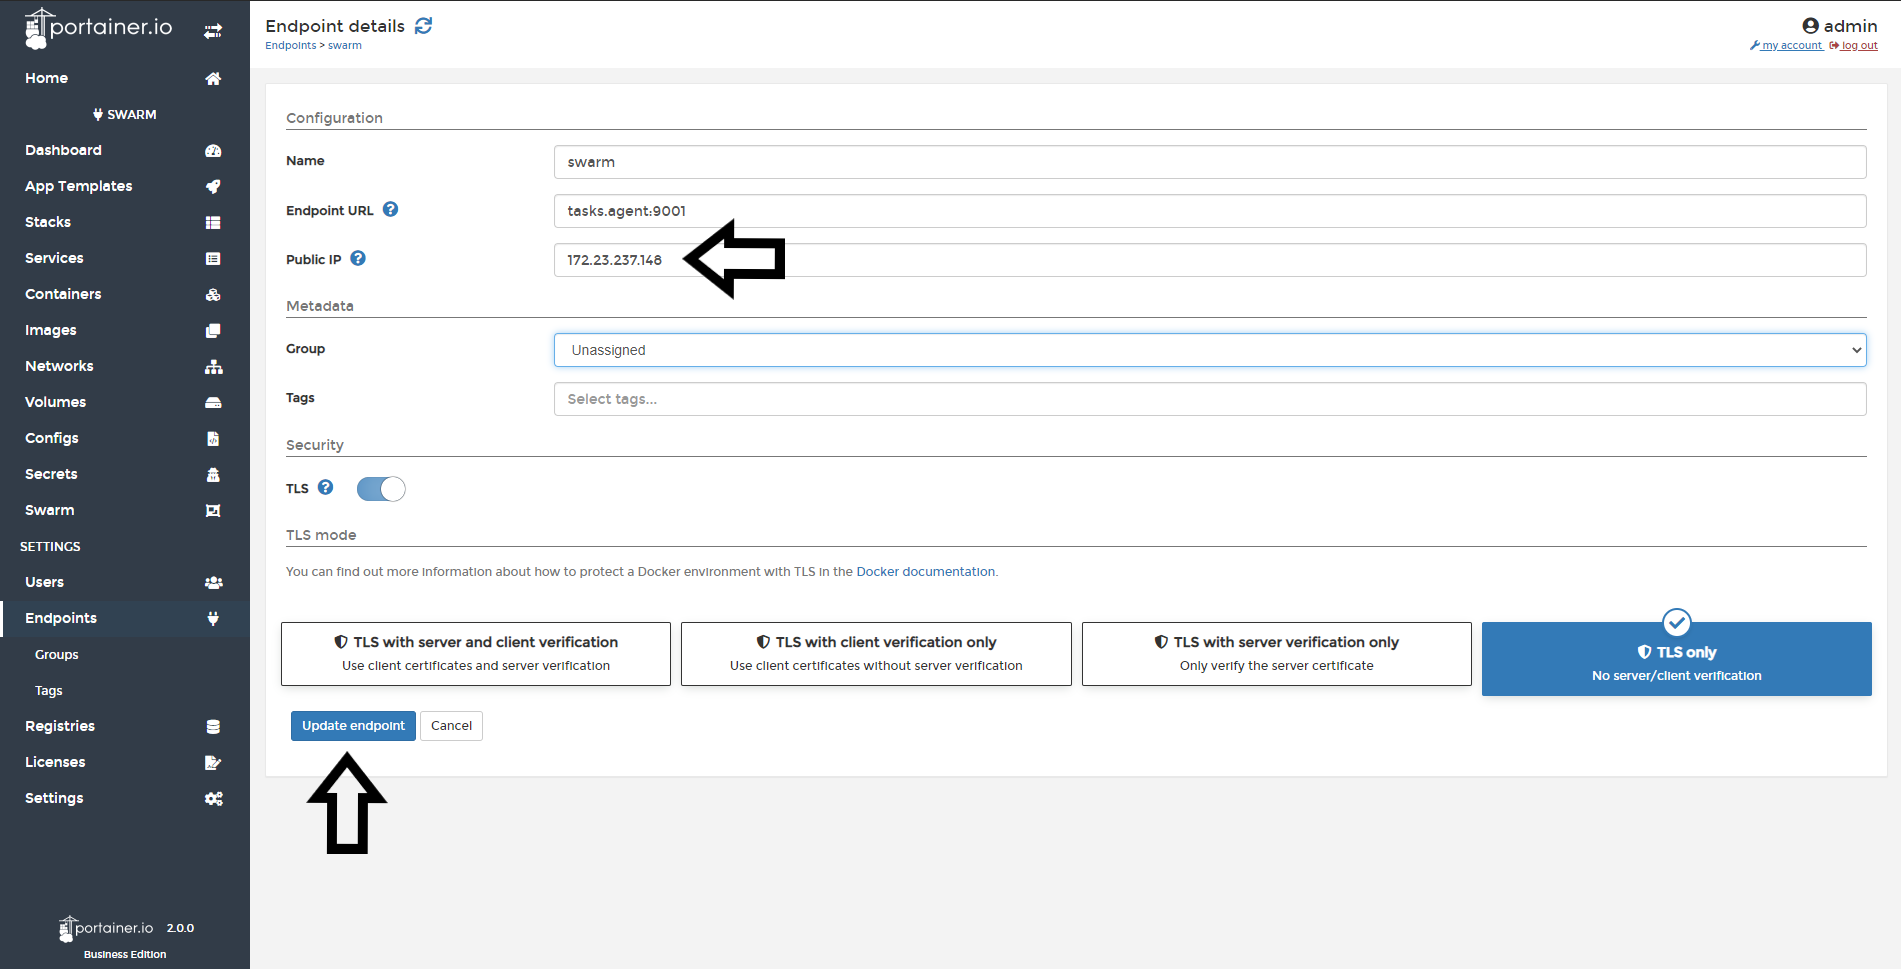 portainer.io
Home
SWARM
Dashboard
App Templates
Stacks
Services
Containers
Images
Networks
Volumes
Configs
Secrets
Swarm
SETTINGS
Users
Endpoints
Groups
Tags
Registries
Licenses
Settings
portainer.io 2.0.0
Business Edition
Endpoint details
Endpoints > swarm
admin
my account log out
Configuration
Name swarm
Endpoint URL tasks.agent:9001
Public IP 172.23.237.148
Metadata
Group Unassigned
Tags Select tags...
Security
TLS
TLS mode
You can find out more information about how to protect a Docker environment with TLS in the Docker documentation.
TLS with server and client verification
Use client certificates and server verification
TLS with client verification only
Use client certificates without server verification
TLS with server verification only
Only verify the server certificate
TLS only
No server/client verification
Update endpoint Cancel